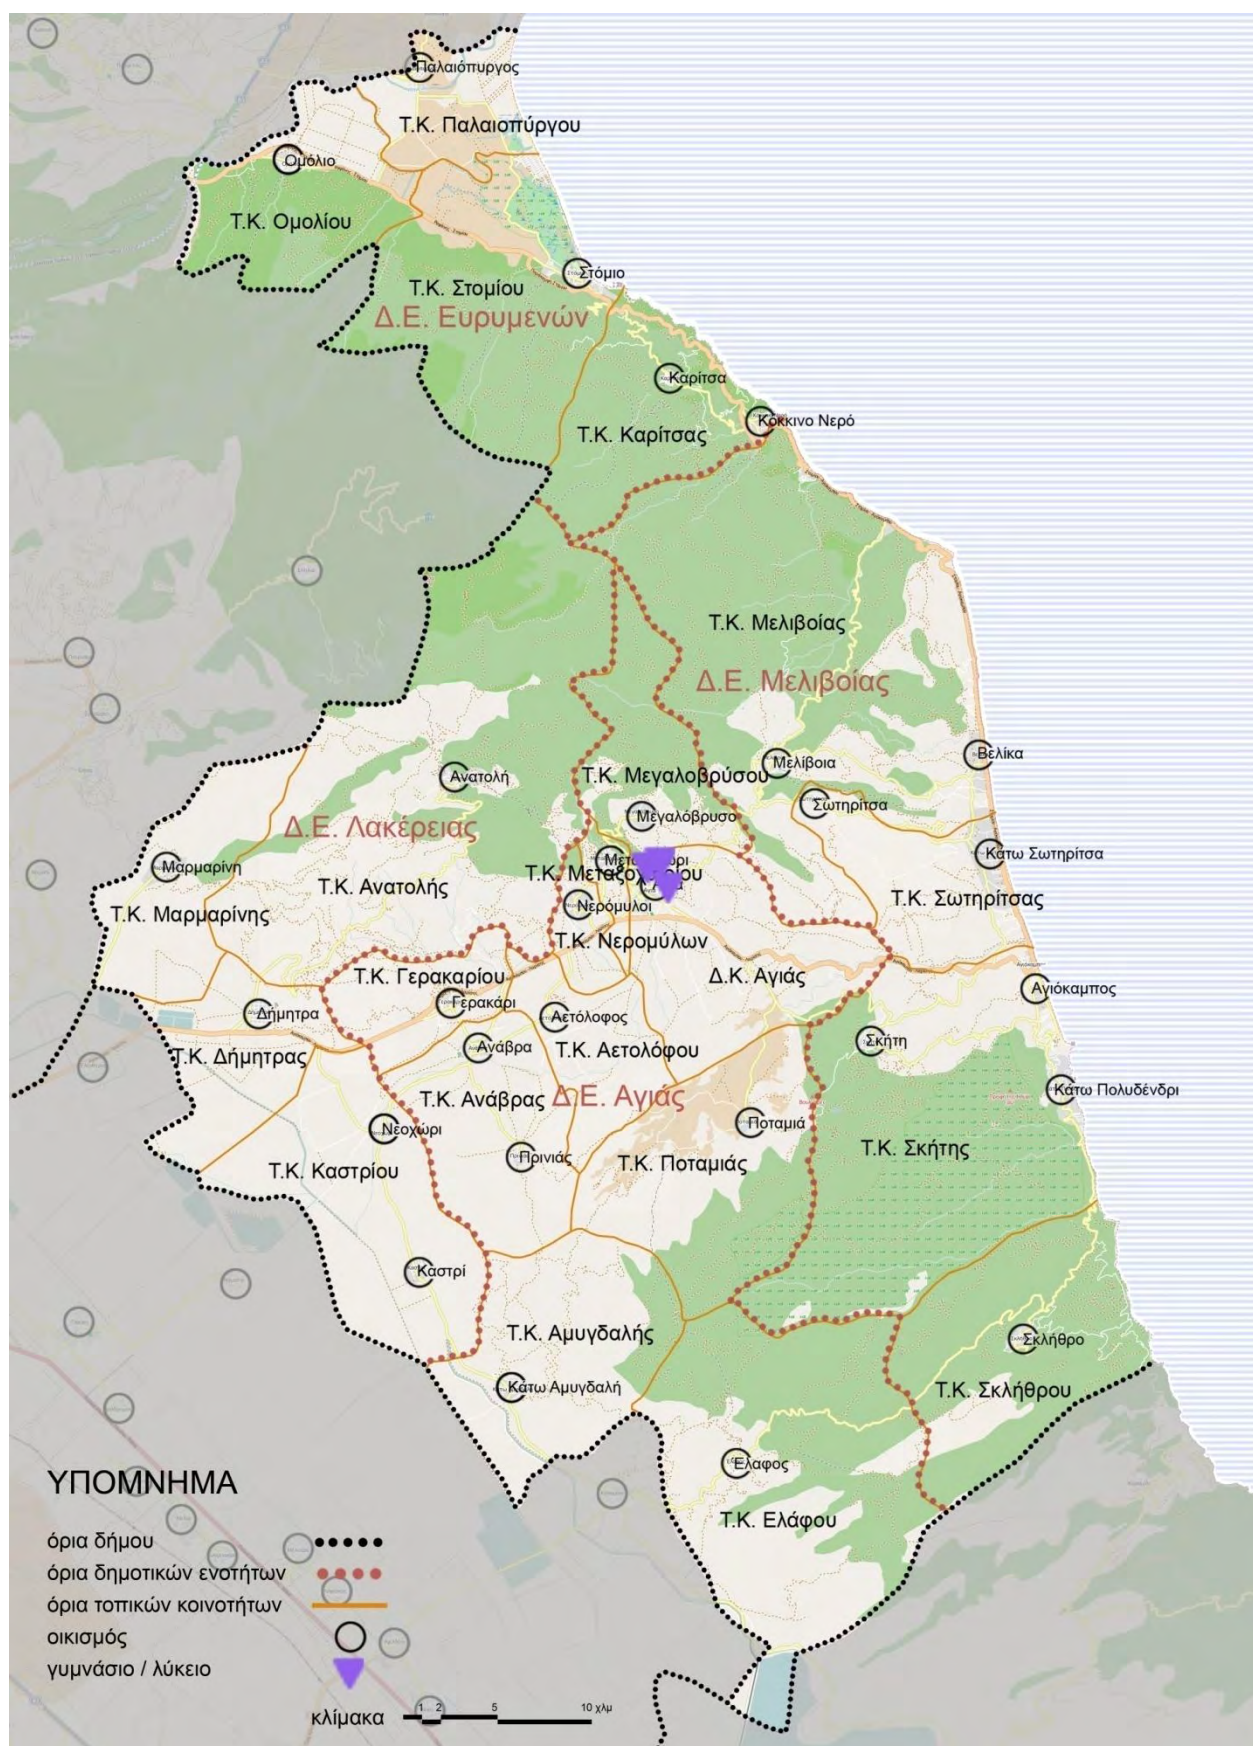 Παλαιόπυργος
Τ.Κ. Παλαιοπύργου
Ομόλιο
Τ.Κ. Ομολίου
Στόμιο
Τ.Κ. Στομίου
Δ.Ε. Ευρυμενών
Καρίτσα
Κόκκινο Νερό
Τ.Κ. Καρίτσας
Τ.Κ. Μελιβοίας
Δ.Ε. Μελιβοίας
Βελίκα
Μελίβοια
Τ.Κ. Μεγαλοβρύσου
Ανατολή
Σωτηρίτσα
Μεγαλόβρυσο
Δ.Ε. Λακέρειας
Κάτω Σωτηρίτσα
Μαρμαρίνη
Τ.Κ. Μεταξοχωρίου
Τ.Κ. Ανατολής
Τ.Κ. Σωτηρίτσας
Νερόμυλοι
Τ.Κ. Μαρμαρίνης
Τ.Κ. Νερομύλων
Τ.Κ. Γερακαρίου
Δ.Κ. Αγιάς
Αγιόκαμπος
Γερακάρι
Δήμητρα
Αετόλοφος
Σκήτη
Ανάβρα
Τ.Κ. Αετολόφου
Τ.Κ. Δήμητρας
Κάτω Πολυδένδρι
Τ.Κ. Ανάβρας
Δ.Ε. Αγιάς
Ποταμιά
Νεοχώρι
Τ.Κ. Σκήτης
Πρινιάς
Τ.Κ. Ποταμιάς
Τ.Κ. Καστρίου
Καστρί
Τ.Κ. Αμυγδαλής
Σκλήθρο
Κάτω Αμυγδαλή
Τ.Κ. Σκλήθρου
Έλαφος
Τ.Κ. Ελάφου
ΥΠΟΜΝΗΜΑ
όρια δήμου
όρια δημοτικών ενοτήτων
όρια τοπικών κοινοτήτων
οικισμός
γυμνάσιο / λύκειο
κλίμακα 1 2 5 10 χλμ